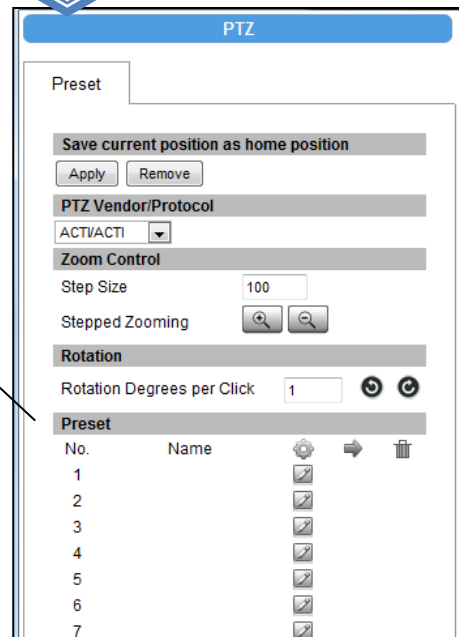 PTZ
Preset
Save current position as home position
Apply Remove
PTZ Vendor/Protocol
ACTi/ACTi
Zoom Control
Step Size 100
Stepped Zooming
Rotation
Rotation Degrees per Click 1
Preset
No. Name
1
2
3
4
5
6
7